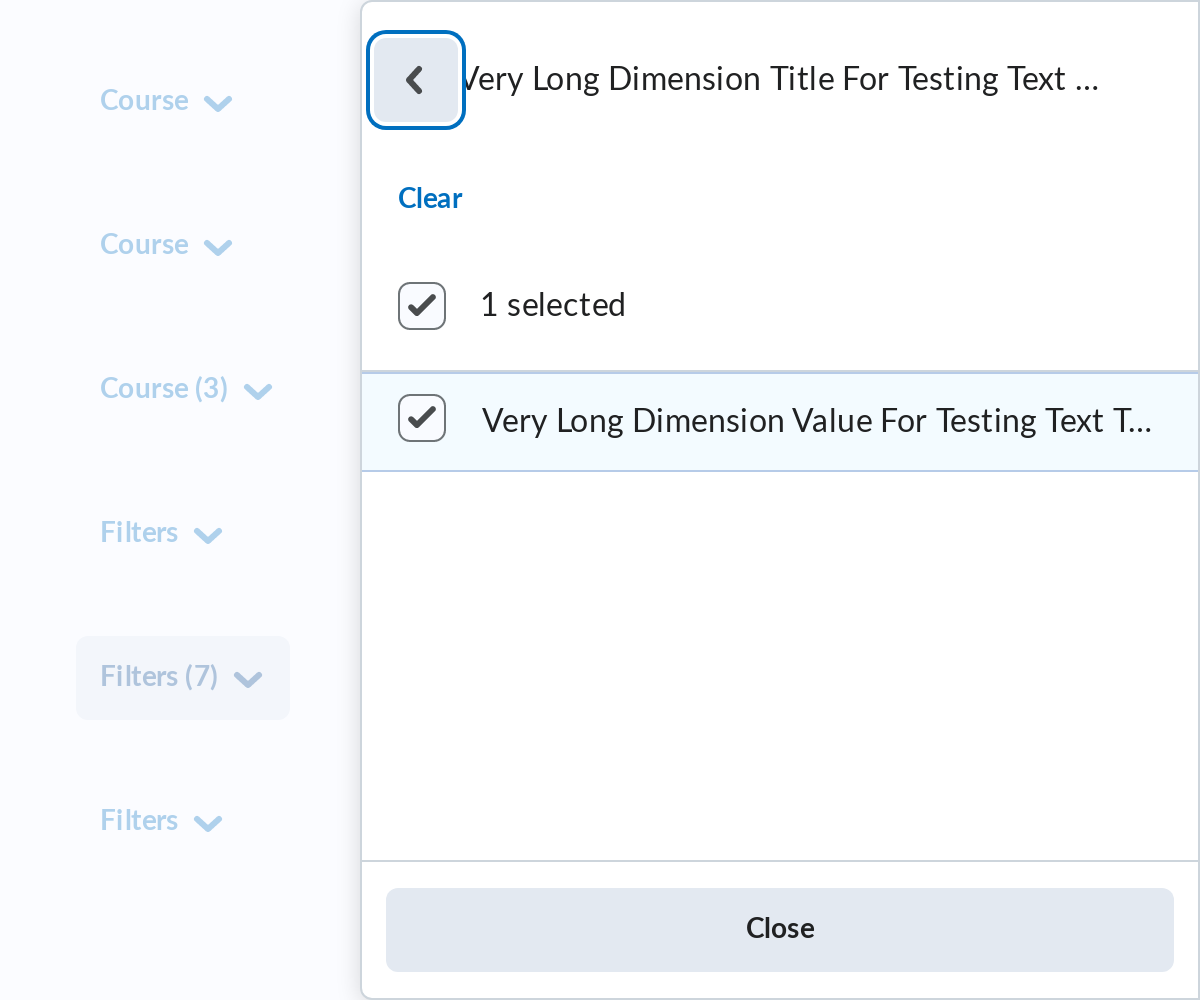 Course
Course
Course (3)
Filters
Filters (7)
Filters
Very Long Dimension Title For Testing Text ...
Clear
1 selected
Very Long Dimension Value For Testing Text T...
Close